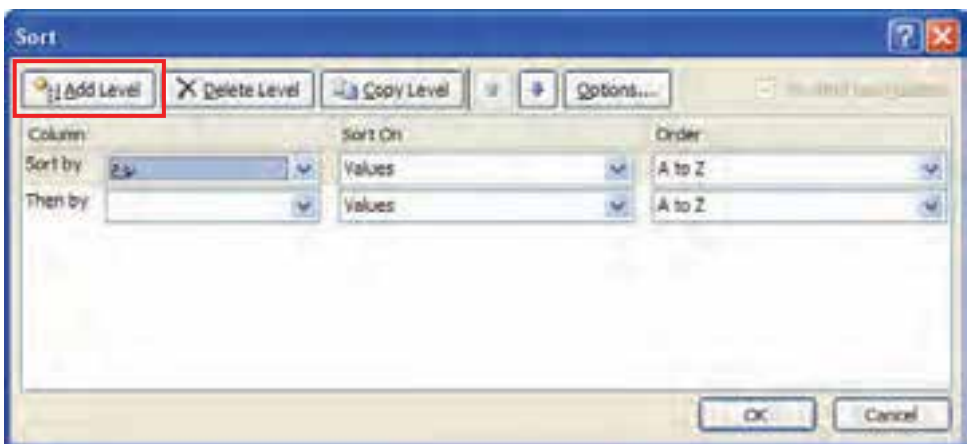 Sort
Add Level Delete Level Copy Level Options...
Column Sort On Order
Sort by Values A to Z
Then by Values A to Z
OK Cancel